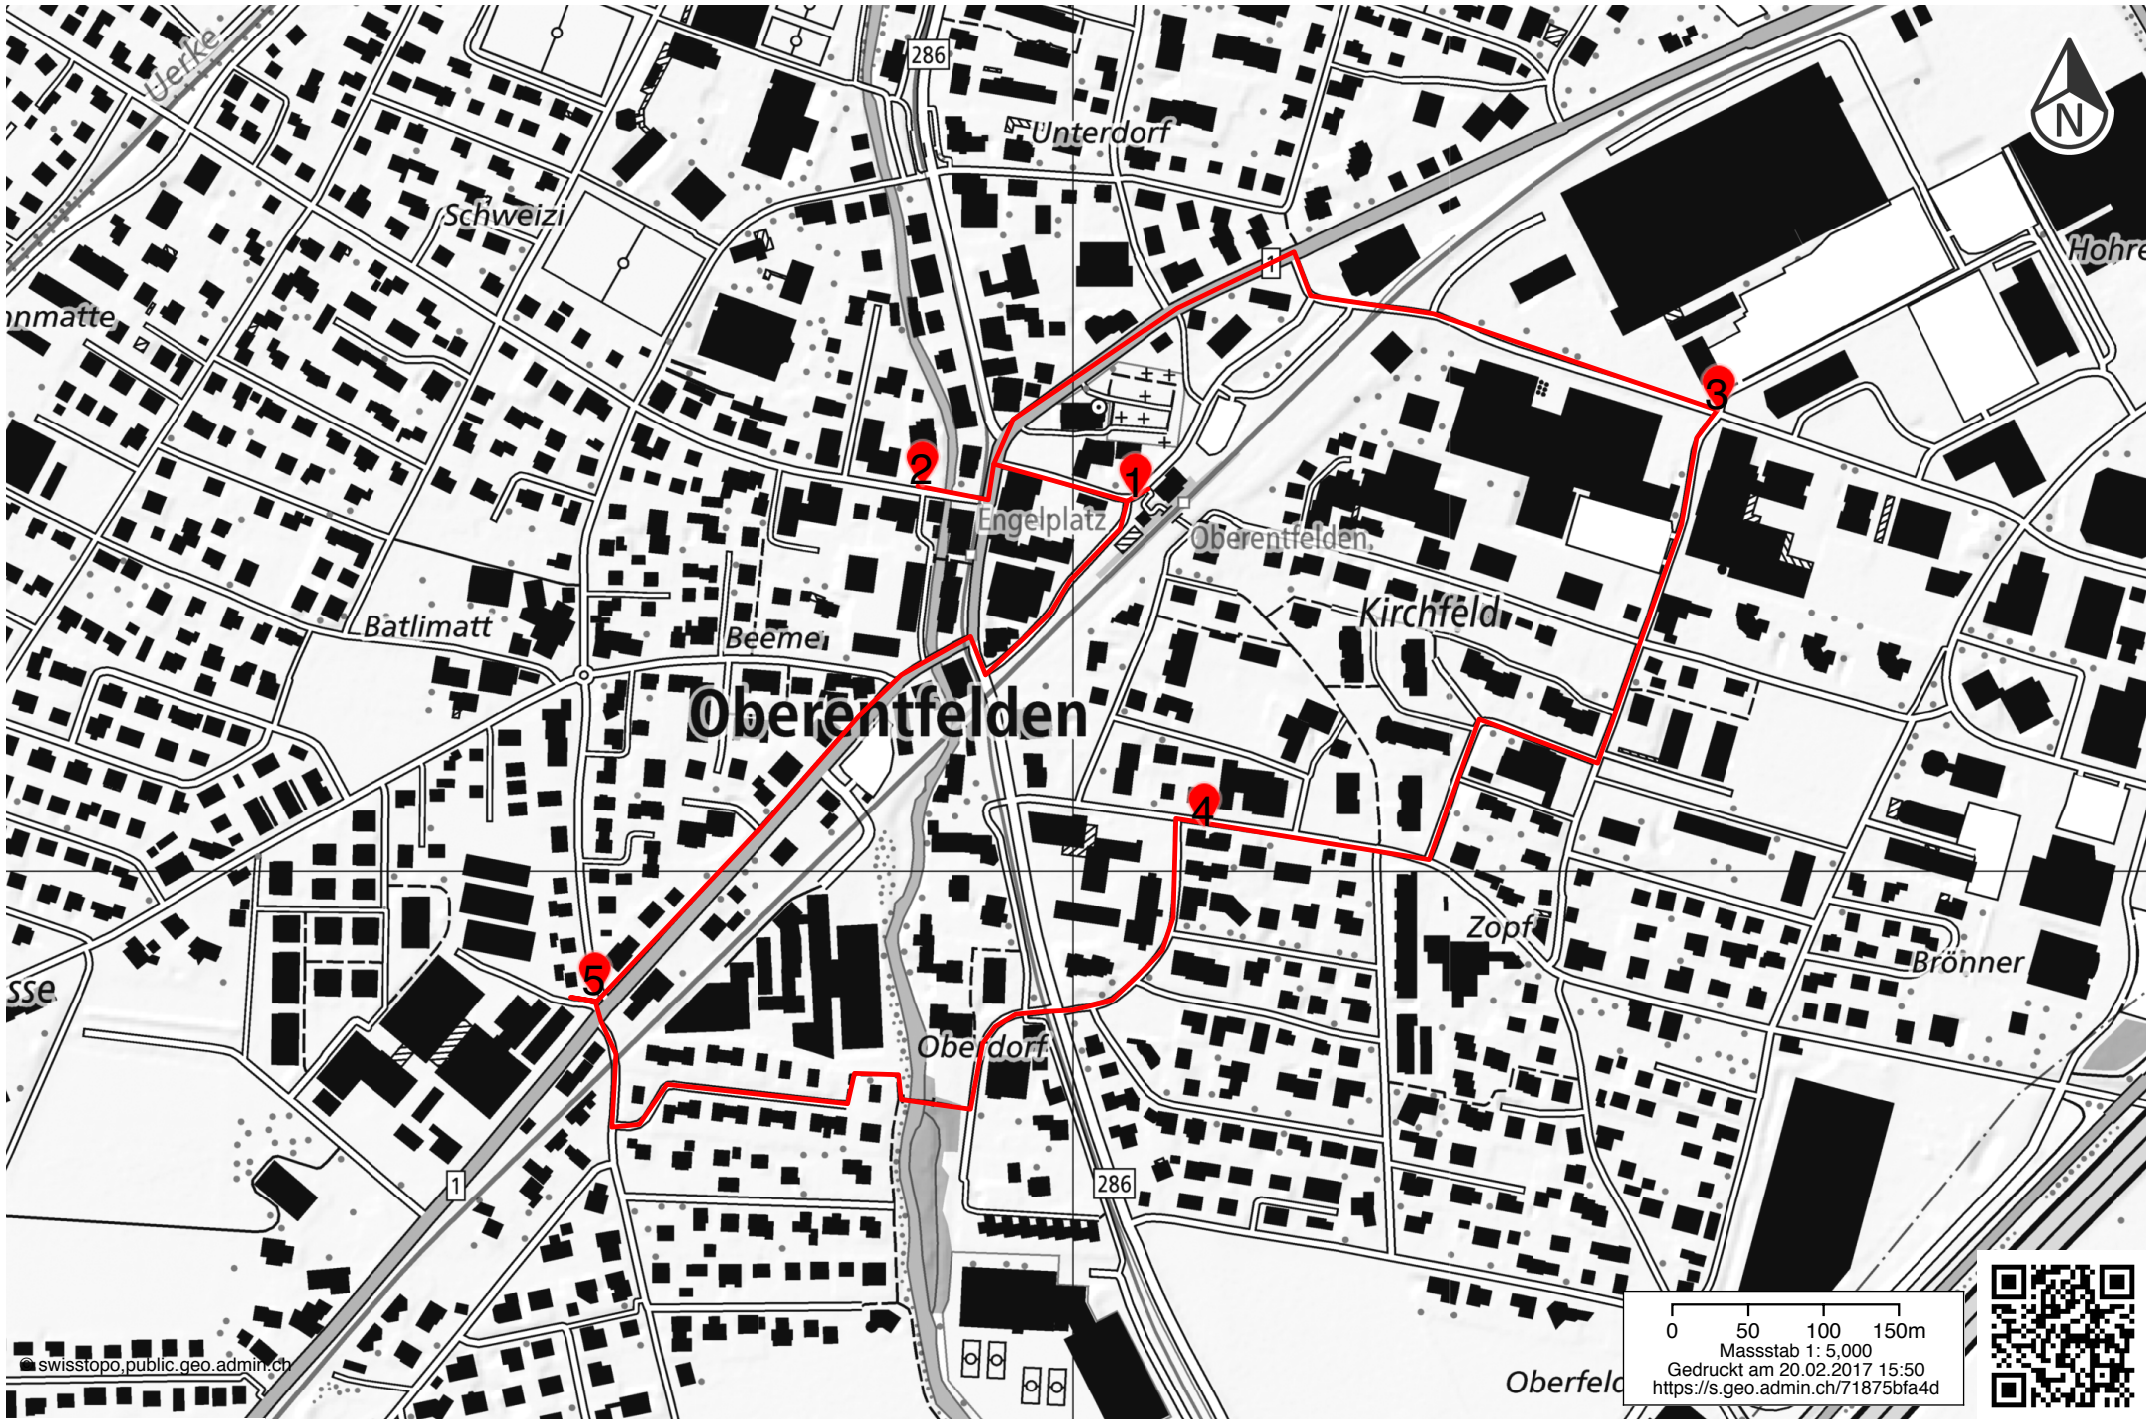 Uerke
286
Unterdorf
N
Schweizi
1
Hohre
nnmatte
3
2
1
Engelplatz
Oberentfelden
Kirchfeld
Batlimatt
Beeme
Oberentfelden
4
Zopf
5
Brönner
sse
Oberdorf
1
286
0 50 100 150m
Massstab 1: 5,000
Gedruckt am 20.02.2017 15:50
https://s.geo.admin.ch/71875bfa4d
© swisstopo,public.geo.admin.ch
Oberfeld